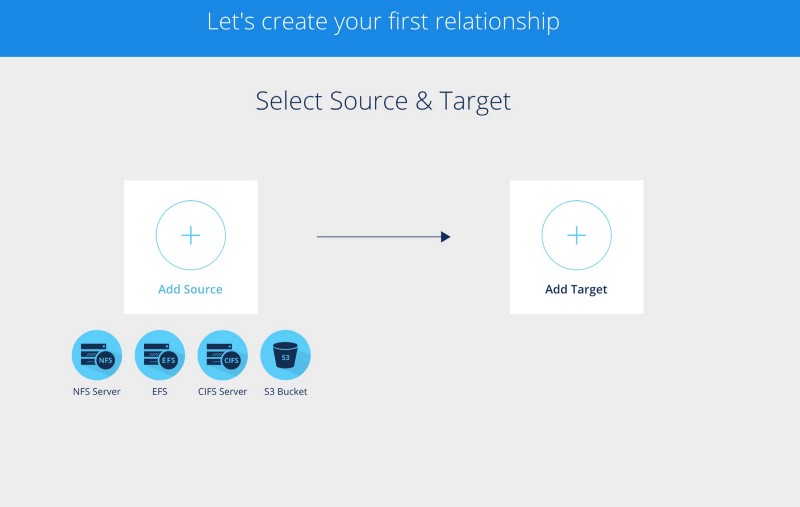 Let's create your first relationship
Select Source & Target
Add Source
Add Target
NFS
EFS
CIFS
S3
NFS Server
EFS
CIFS Server
S3 Bucket